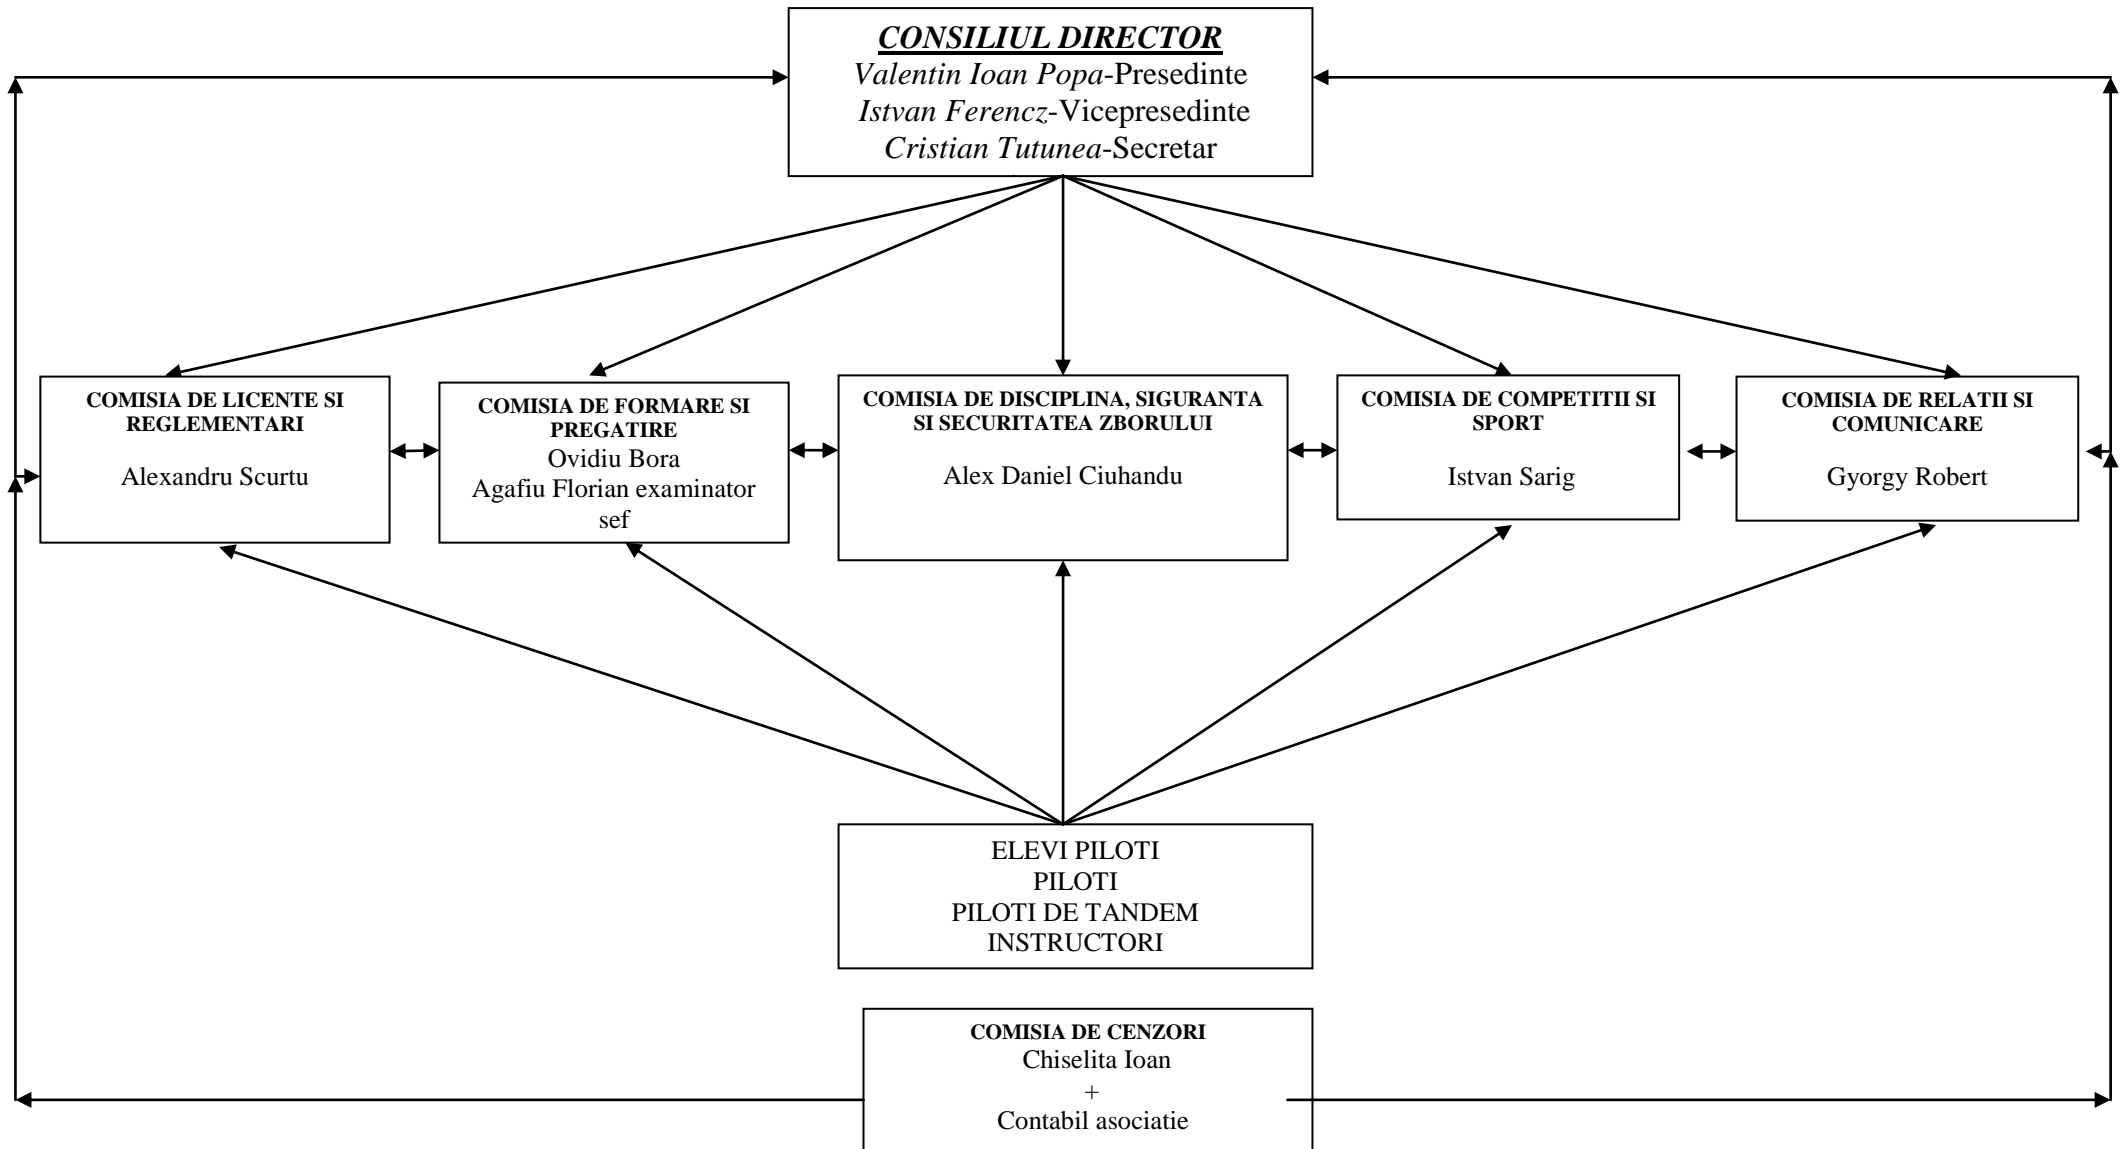 CONSILIUL DIRECTOR
Valentin Ioan Popa-Presedinte
Istvan Ferencz-Vicepresedinte
Cristian Tutunea-Secretar
COMISIA DE LICENTE SI
REGLEMENTARI
Alexandru Scurtu
COMISIA DE FORMARE SI
PREGATIRE
Ovidiu Bora
Agafiu Florian examinator
sef
COMISIA DE DISCIPLINA, SIGURANTA
SI SECURITATEA ZBORULUI
Alex Daniel Ciuhandu
COMISIA DE COMPETITII SI
SPORT
Istvan Sarig
COMISIA DE RELATII SI
COMUNICARE
Gyorgy Robert
ELEVI PILOTI
PILOTI
PILOTI DE TANDEM
INSTRUCTORI
COMISIA DE CENZORI
Chiselita Ioan
+
Contabil asociatie